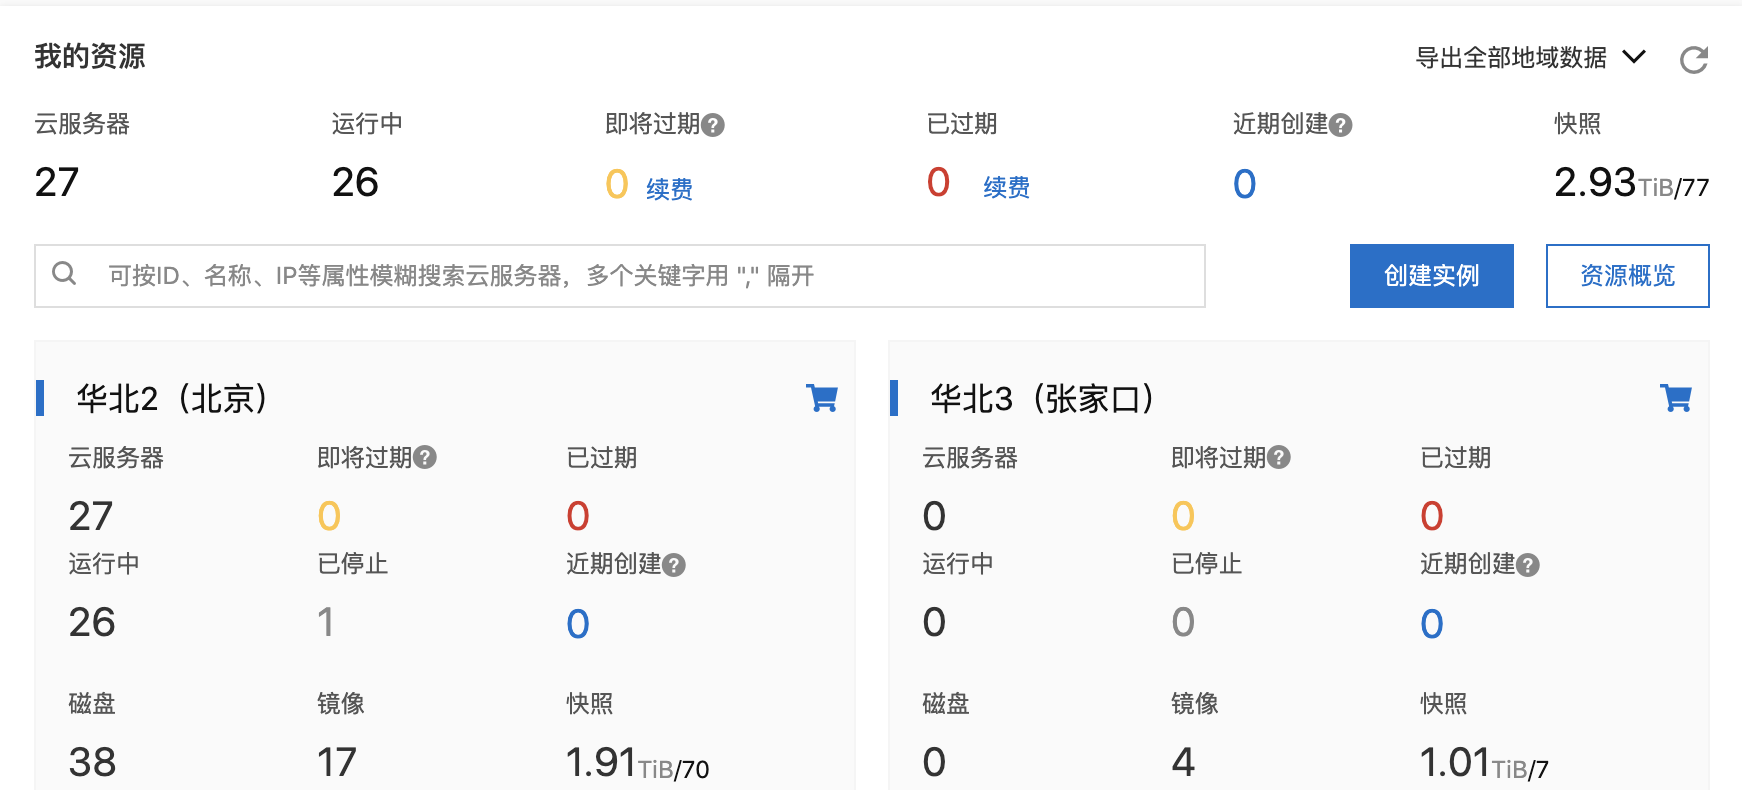 我的资源
导出全部地域数据
云服务器 运行中 即将过期? 已过期 近期创建? 快照
27 26 0 续费 0 续费 0 2.93TiB/77
可按ID、名称、IP等属性模糊搜索云服务器，多个关键字用 "," 隔开
创建实例 资源概览
华北2（北京）
云服务器 即将过期? 已过期
27 0 0
运行中 已停止 近期创建?
26 1 0
磁盘 镜像 快照
38 17 1.91TiB/70
华北3（张家口）
云服务器 即将过期? 已过期
0 0 0
运行中 已停止 近期创建?
0 0 0
磁盘 镜像 快照
0 4 1.01TiB/7